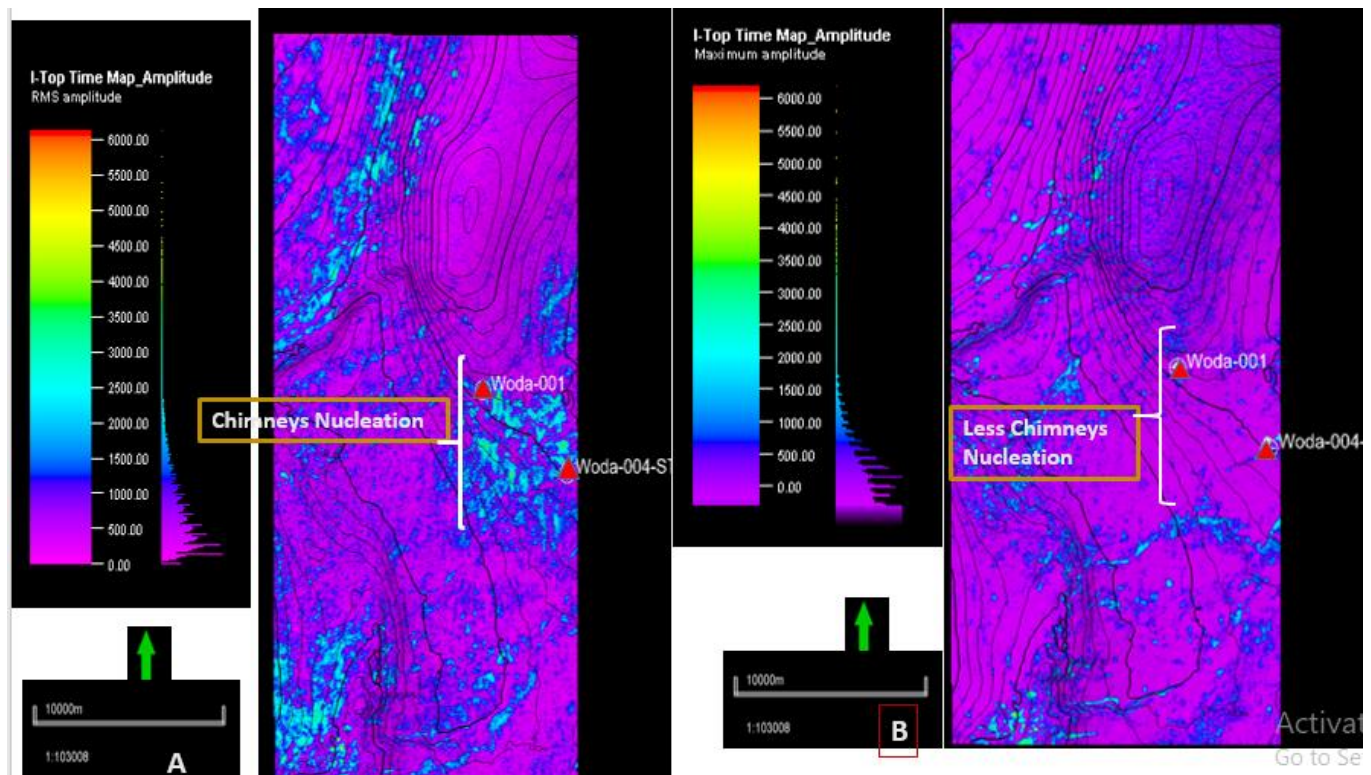 I-Top Time Map_Amplitude
RMS amplitude
6000.00
5500.00
5000.00
4500.00
4000.00
3500.00
3000.00
2500.00
2000.00
1500.00
1000.00
500.00
0.00
10000m
1:103008
A
Woda-001
Chimneys Nucleation
Woda-004-ST
I-Top Time Map_Amplitude
Maximum amplitude
6000.00
5500.00
5000.00
4500.00
4000.00
3500.00
3000.00
2500.00
2000.00
1500.00
1000.00
500.00
0.00
10000m
1:103008
B
Woda-001
Less Chimneys
Nucleation
Woda-004-
Activat
Go to Se